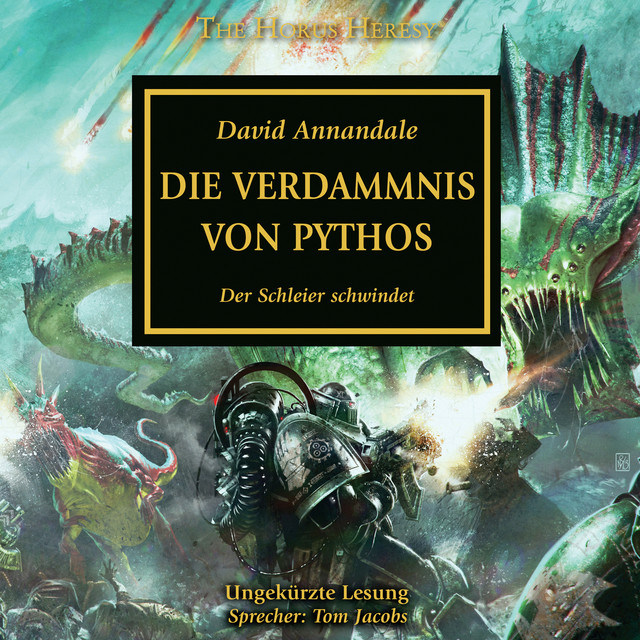 The Horus Heresy
David Annandale
DIE VERDAMMNIS
VON PYTHOS
Der Schleier schwindet
Ungekürzte Lesung
Sprecher: Tom Jacobs